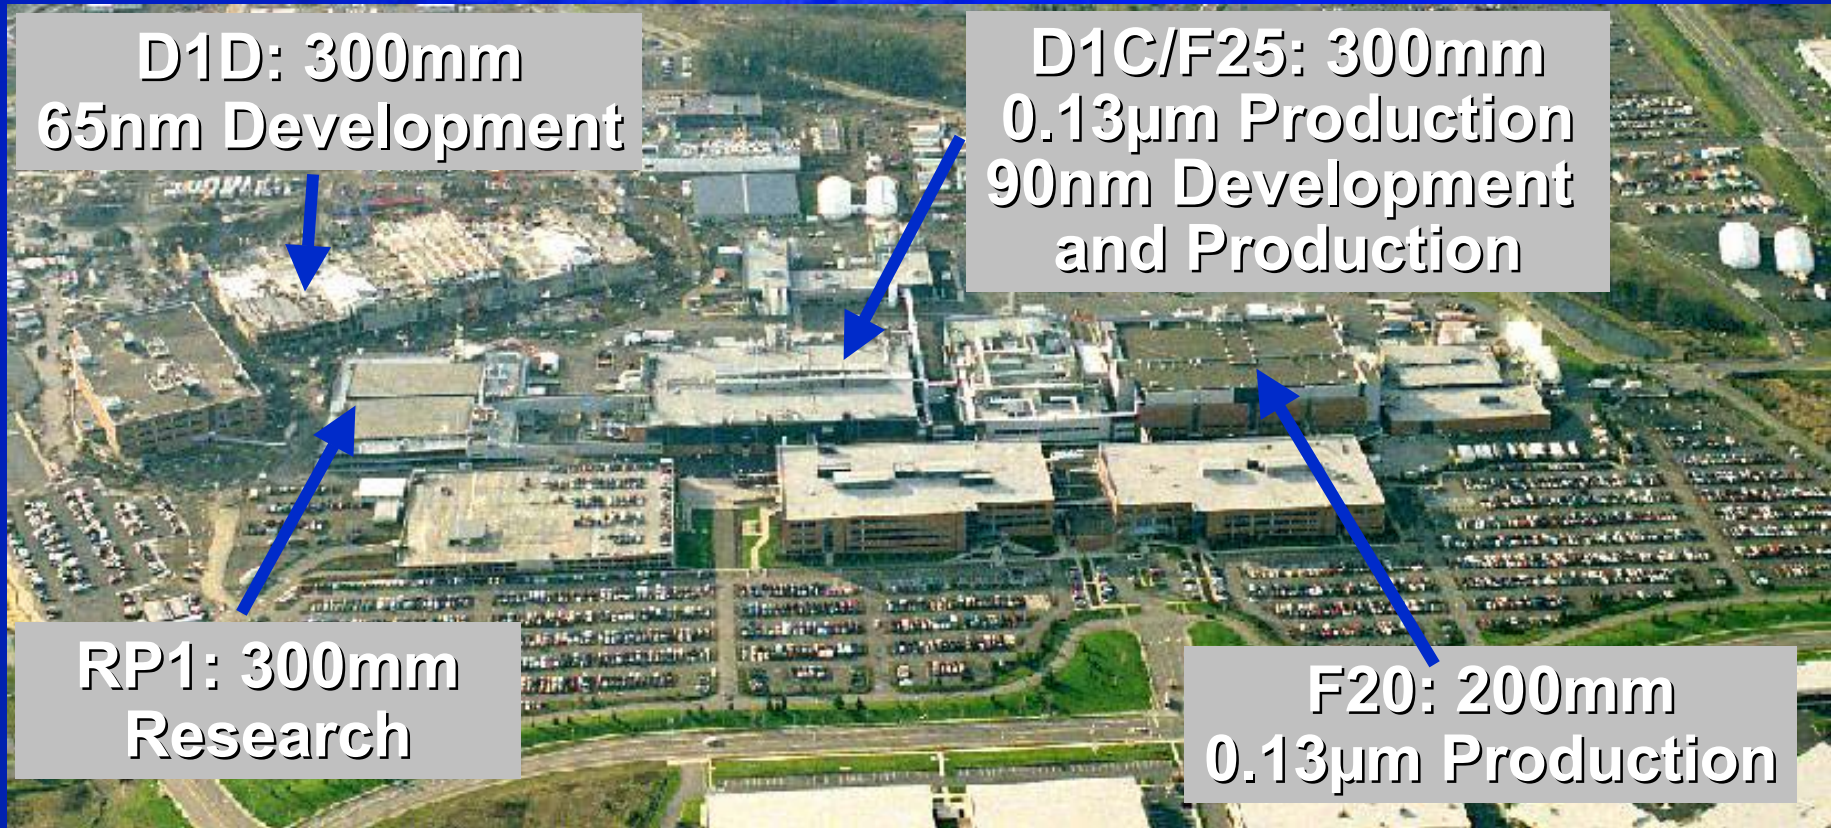 D1D: 300mm
65nm Development
D1C/F25: 300mm
0.13µm Production
90nm Development
and Production
RP1: 300mm
Research
F20: 200mm
0.13µm Production